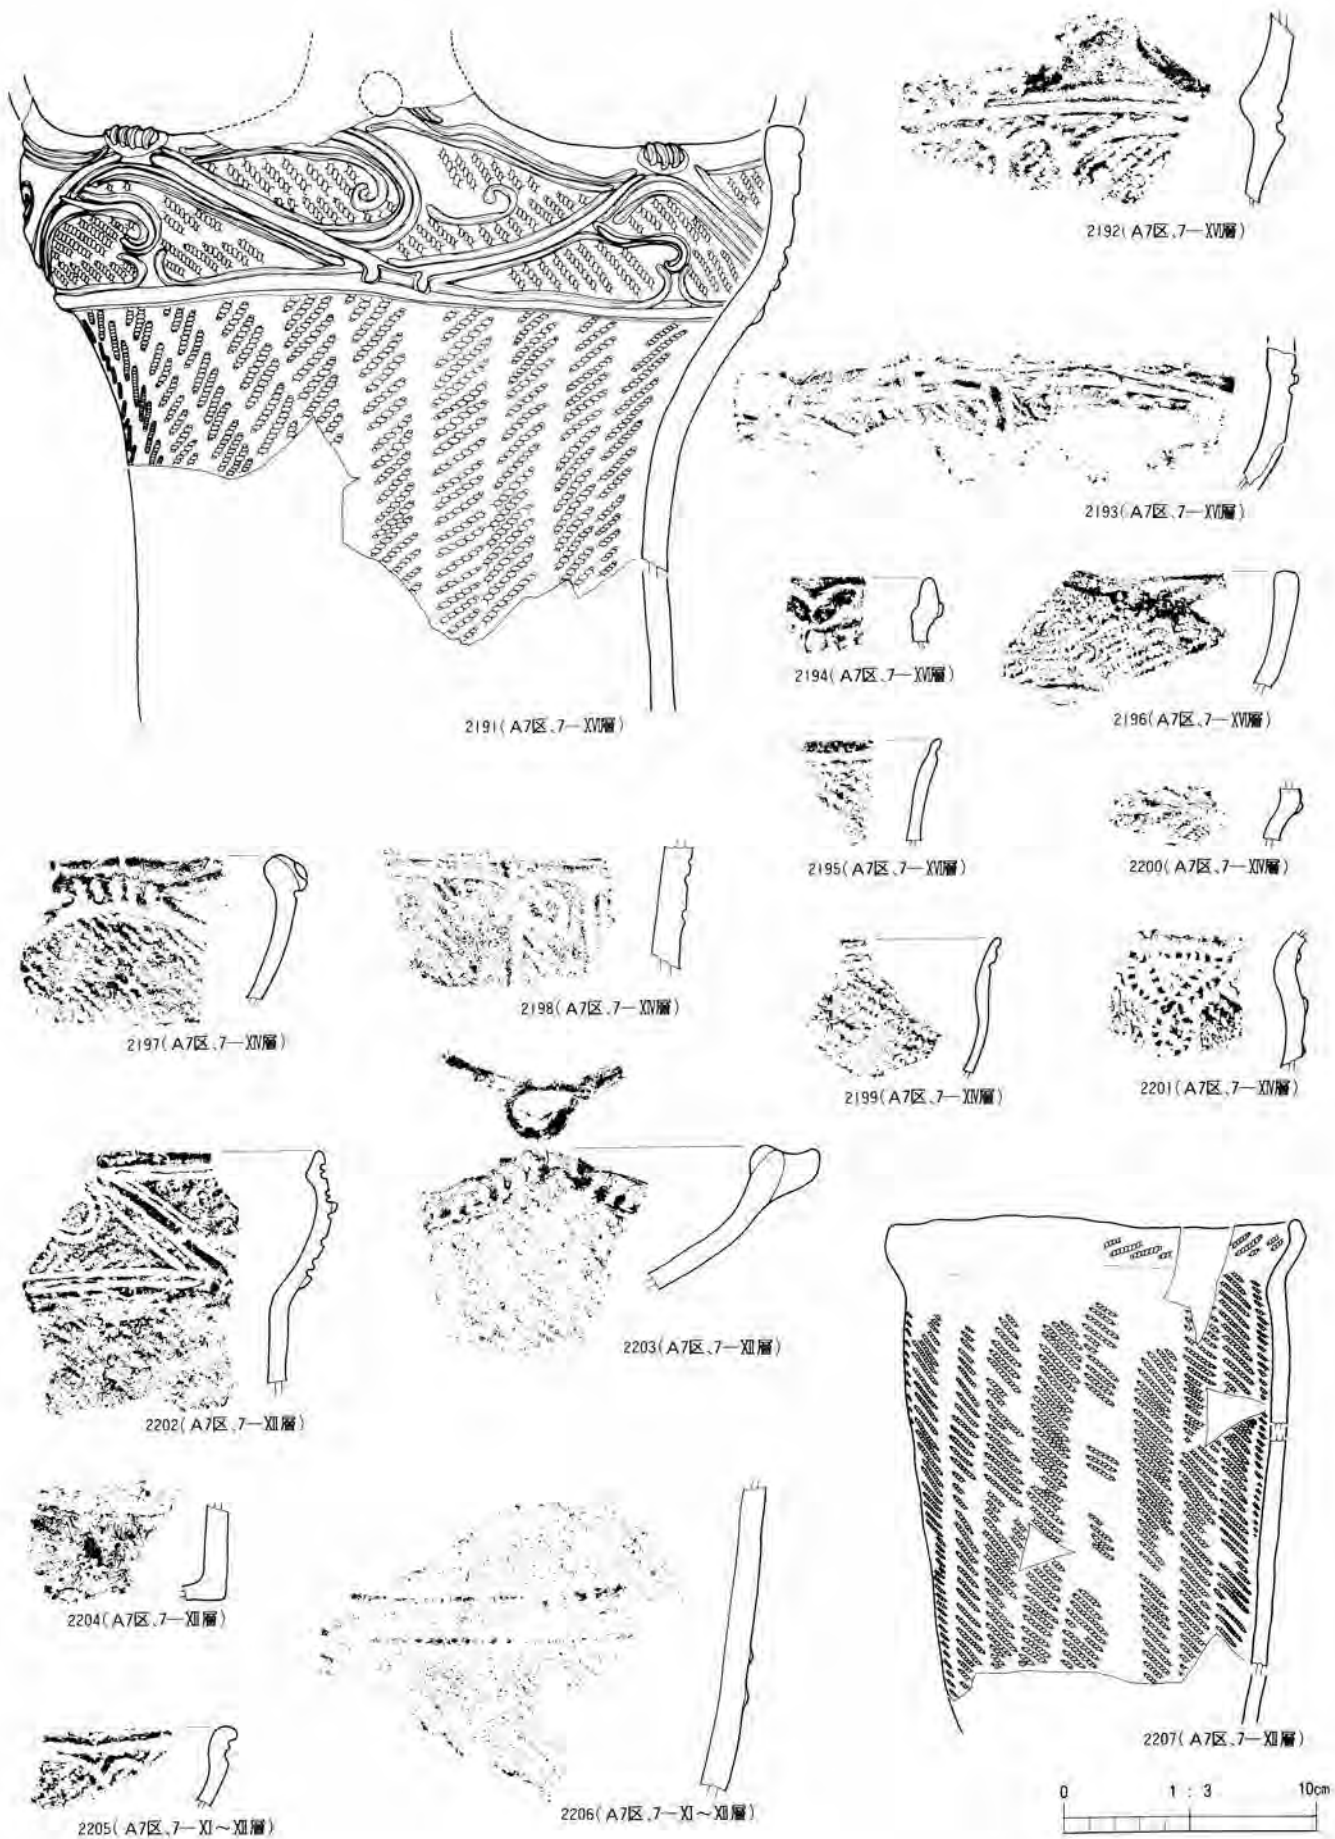 2192(A7区、7—XVI層)
2193(A7区、7—XVI層)
2194(A7区、7—XVI層)
2196(A7区、7—XVI層)
2191(A7区、7—XVI層)
2195(A7区、7—XVI層)
2200(A7区、7—XIV層)
2197(A7区、7—XIV層)
2198(A7区、7—XIV層)
2199(A7区、7—XIV層)
2201(A7区、7—XIV層)
2203(A7区、7—XII層)
2202(A7区、7—XII層)
2204(A7区、7—XII層)
2207(A7区、7—XII層)
2206(A7区、7—XI～XII層)
2205(A7区、7—XI～XII層)
0 1:3 10cm